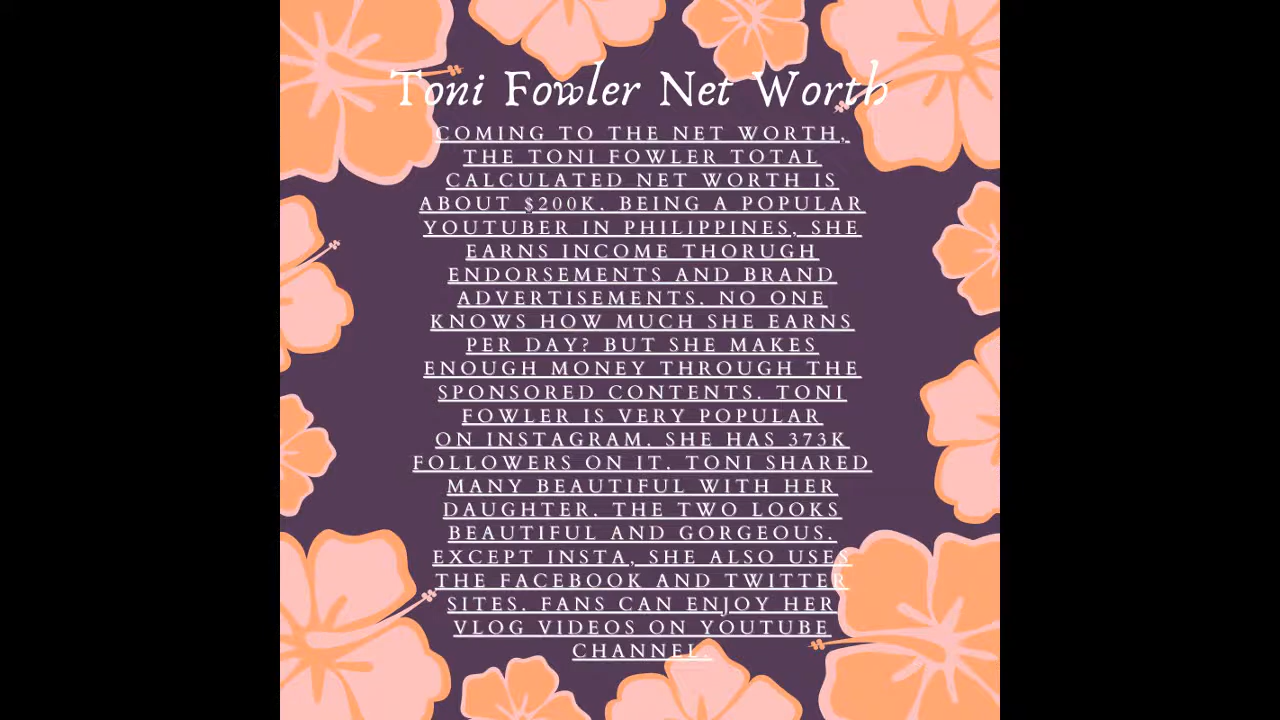 Toni Fowler Net Worth
COMING TO THE NET WORTH,
THE TONI FOWLER TOTAL
CALCULATED NET WORTH IS
ABOUT $200K. BEING A POPULAR
YOUTUBER IN PHILIPPINES, SHE
EARNS INCOME THORUGH
ENDORSEMENTS AND BRAND
ADVERTISEMENTS. NO ONE
KNOWS HOW MUCH SHE EARNS
PER DAY? BUT SHE MAKES
ENOUGH MONEY THROUGH THE
SPONSORED CONTENTS. TONI
FOWLER IS VERY POPULAR
ON INSTAGRAM. SHE HAS 373K
FOLLOWERS ON IT. TONI SHARED
MANY BEAUTIFUL WITH HER
DAUGHTER. THE TWO LOOKS
BEAUTIFUL AND GORGEOUS.
EXCEPT INSTA, SHE ALSO USES
THE FACEBOOK AND TWITTER
SITES. FANS CAN ENJOY HER
VLOG VIDEOS ON YOUTUBE
CHANNEL.